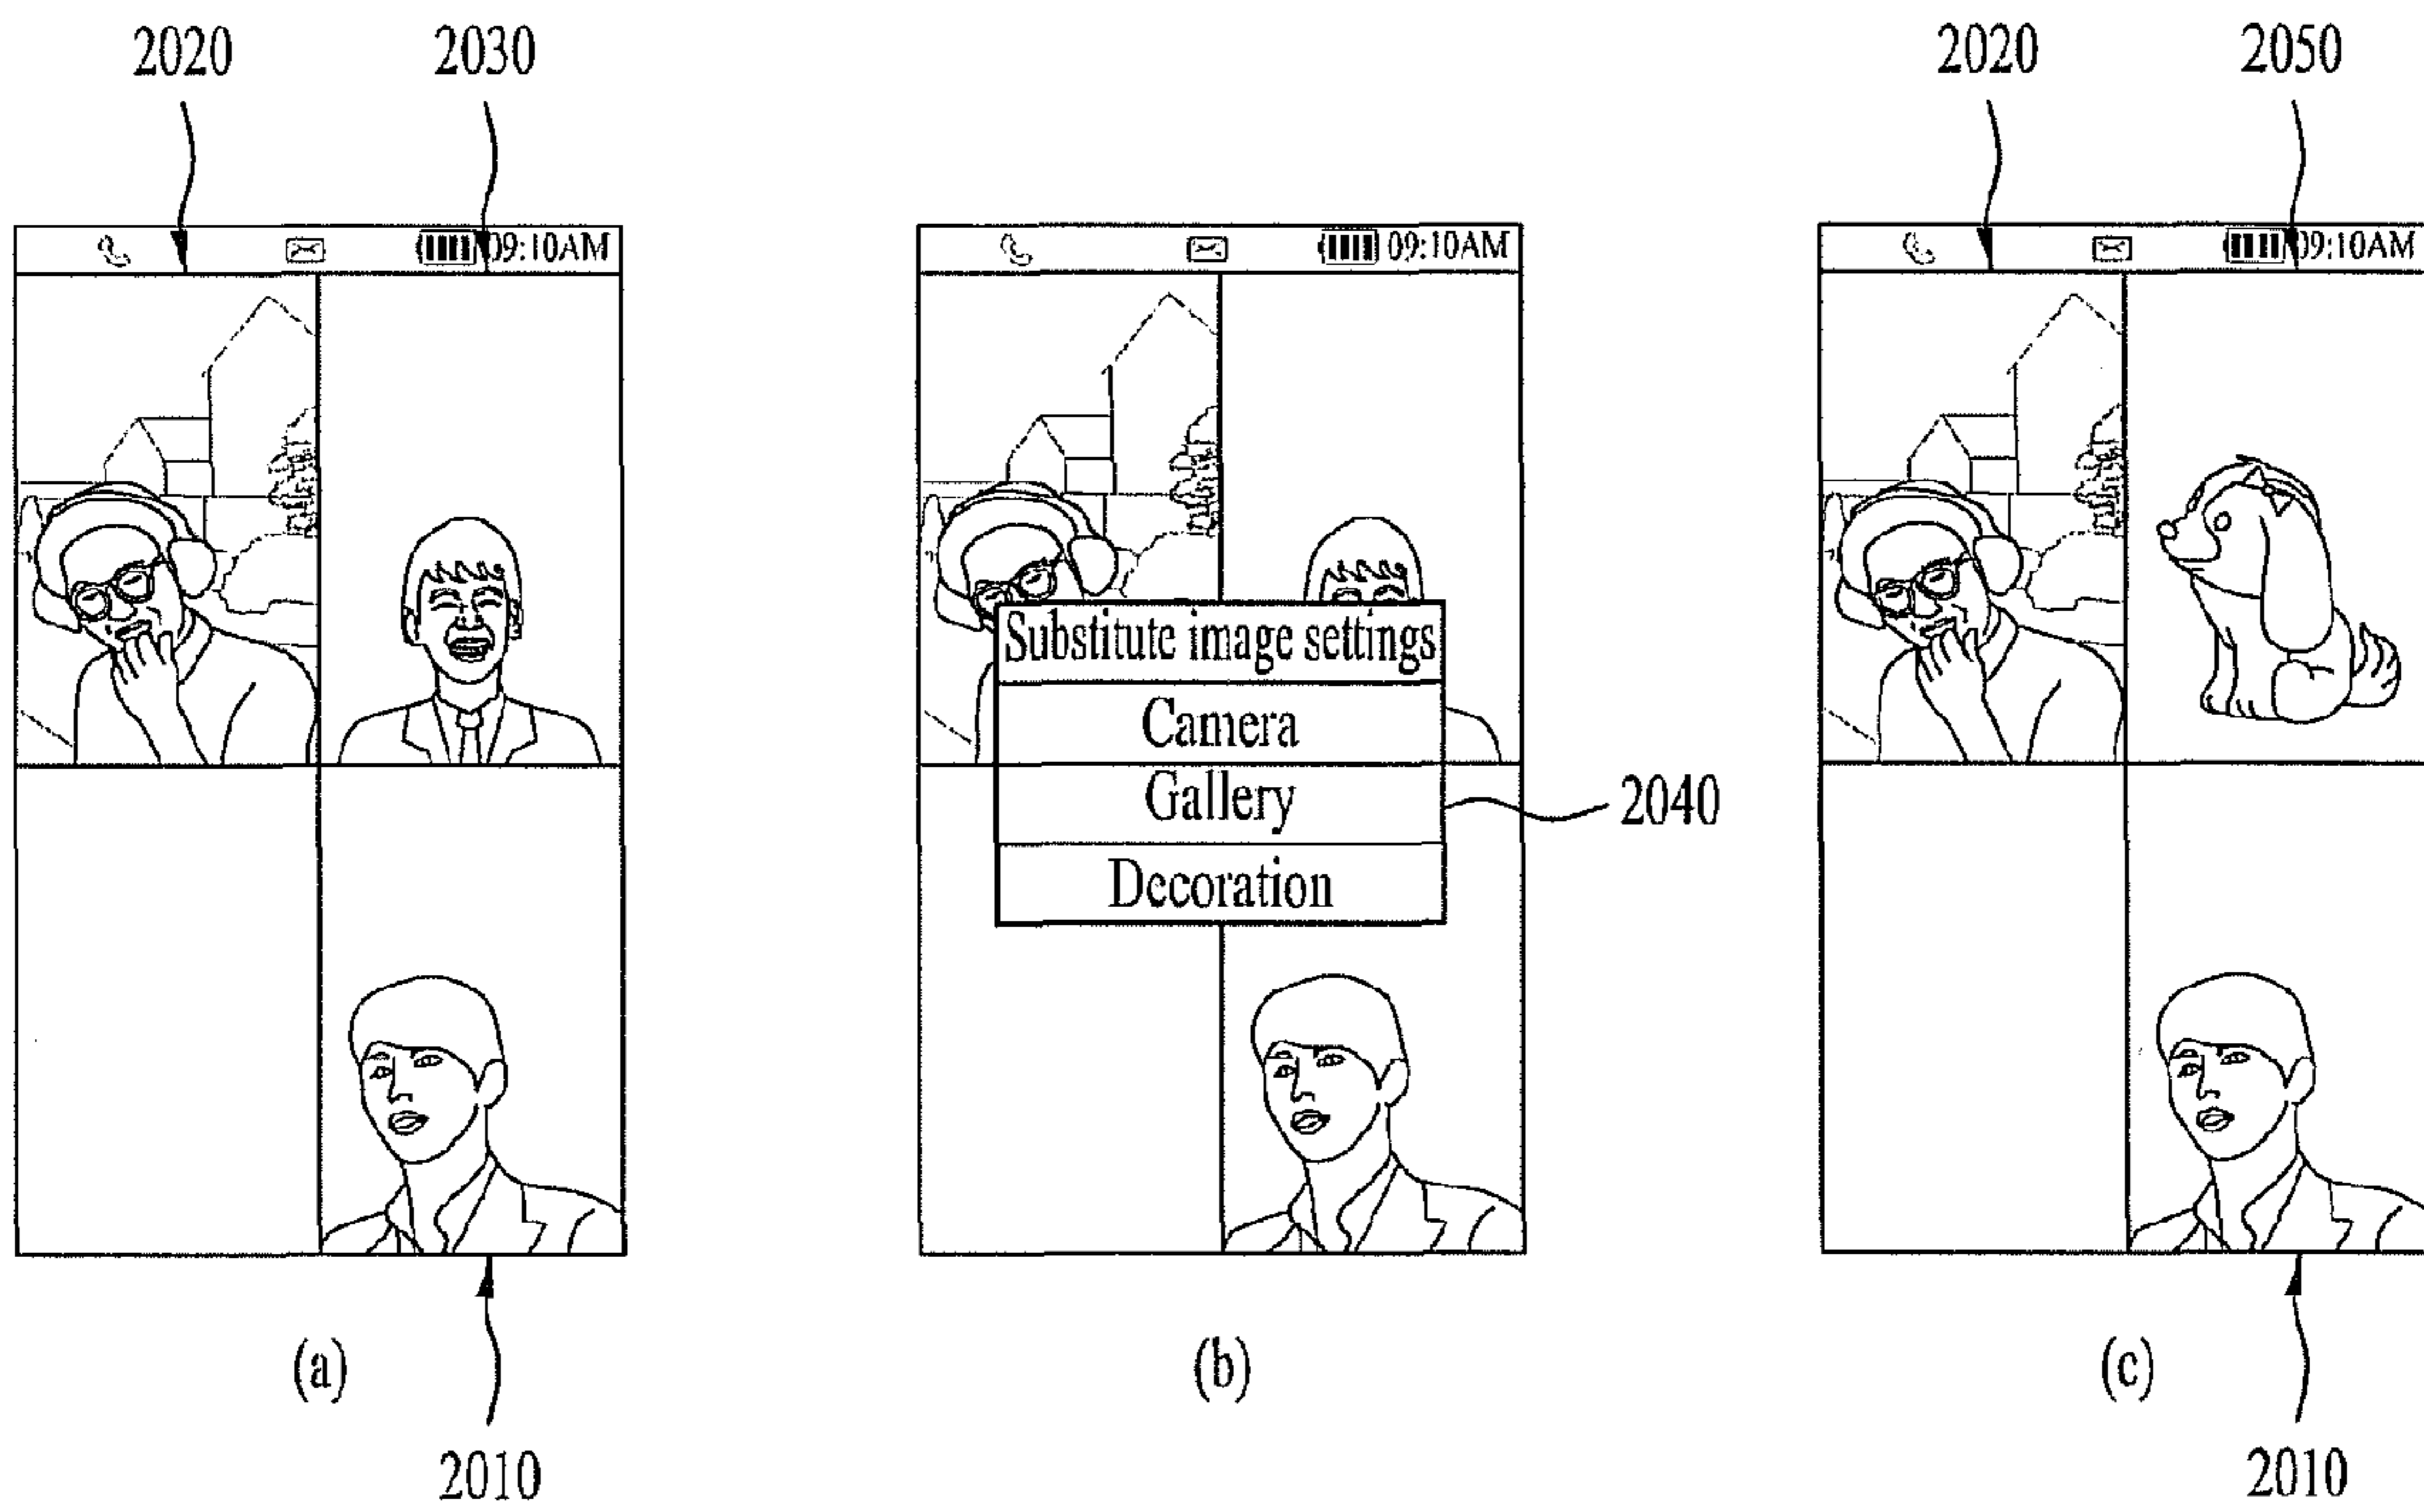 2020
2030
2020
2050
09:10AM
09:10AM
09:10AM
Substitute image settings
Camera
Gallery
2040
Decoration
(a)
(b)
(c)
2010
2010